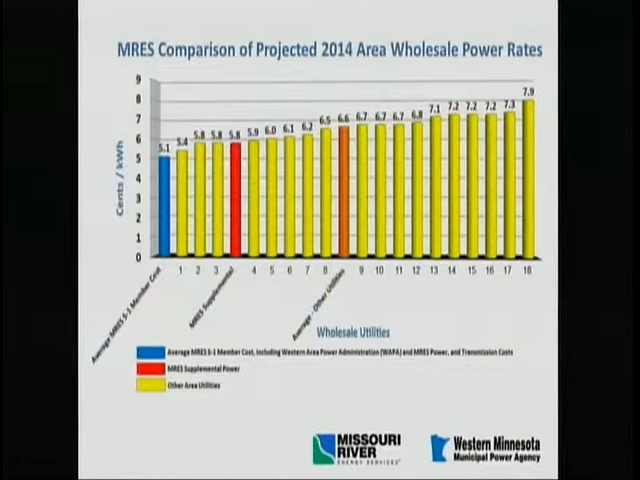 MRES Comparison of Projected 2014 Area Wholesale Power Rates
9
8
7
6
5
4
3
2
1
0
Cents / kWh
5.1 5.4 5.8 5.8 5.8 5.9 6.0 6.1 6.2 6.5 6.6 6.7 6.7 6.7 6.8 7.1 7.2 7.2 7.2 7.3 7.9
Average MRES S-1 Member Cost 1 2 3 MRES Supplemental 4 5 6 7 8 Average - Other Utilities 9 10 11 12 13 14 15 16 17 18
Wholesale Utilities
Average MRES S-1 Member Cost, including Western Area Power Administration (WAPA) and MRES Power, and Transmission Costs
MRES Supplemental Power
Other Area Utilities
MISSOURI
RIVER
ENERGY SERVICES
Western Minnesota
Municipal Power Agency